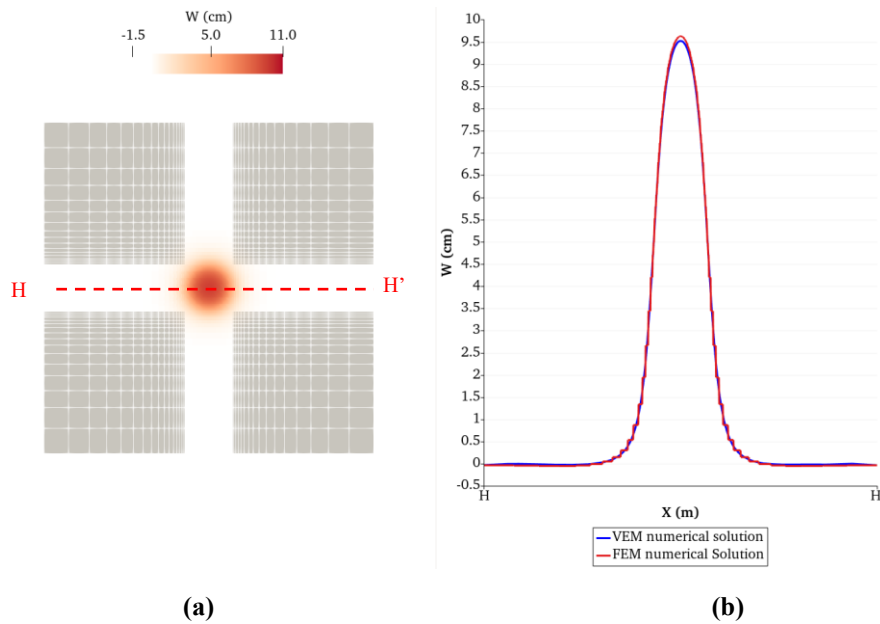 W (cm)
-1.5 5.0 11.0
H H'
(a)
10
9.5
9
8.5
8
7.5
7
6.5
6
5.5
5
4.5
4
3.5
3
2.5
2
1.5
1
0.5
0
-0.5
W (cm)
H H
X (m)
VEM numerical solution
FEM numerical Solution
(b)